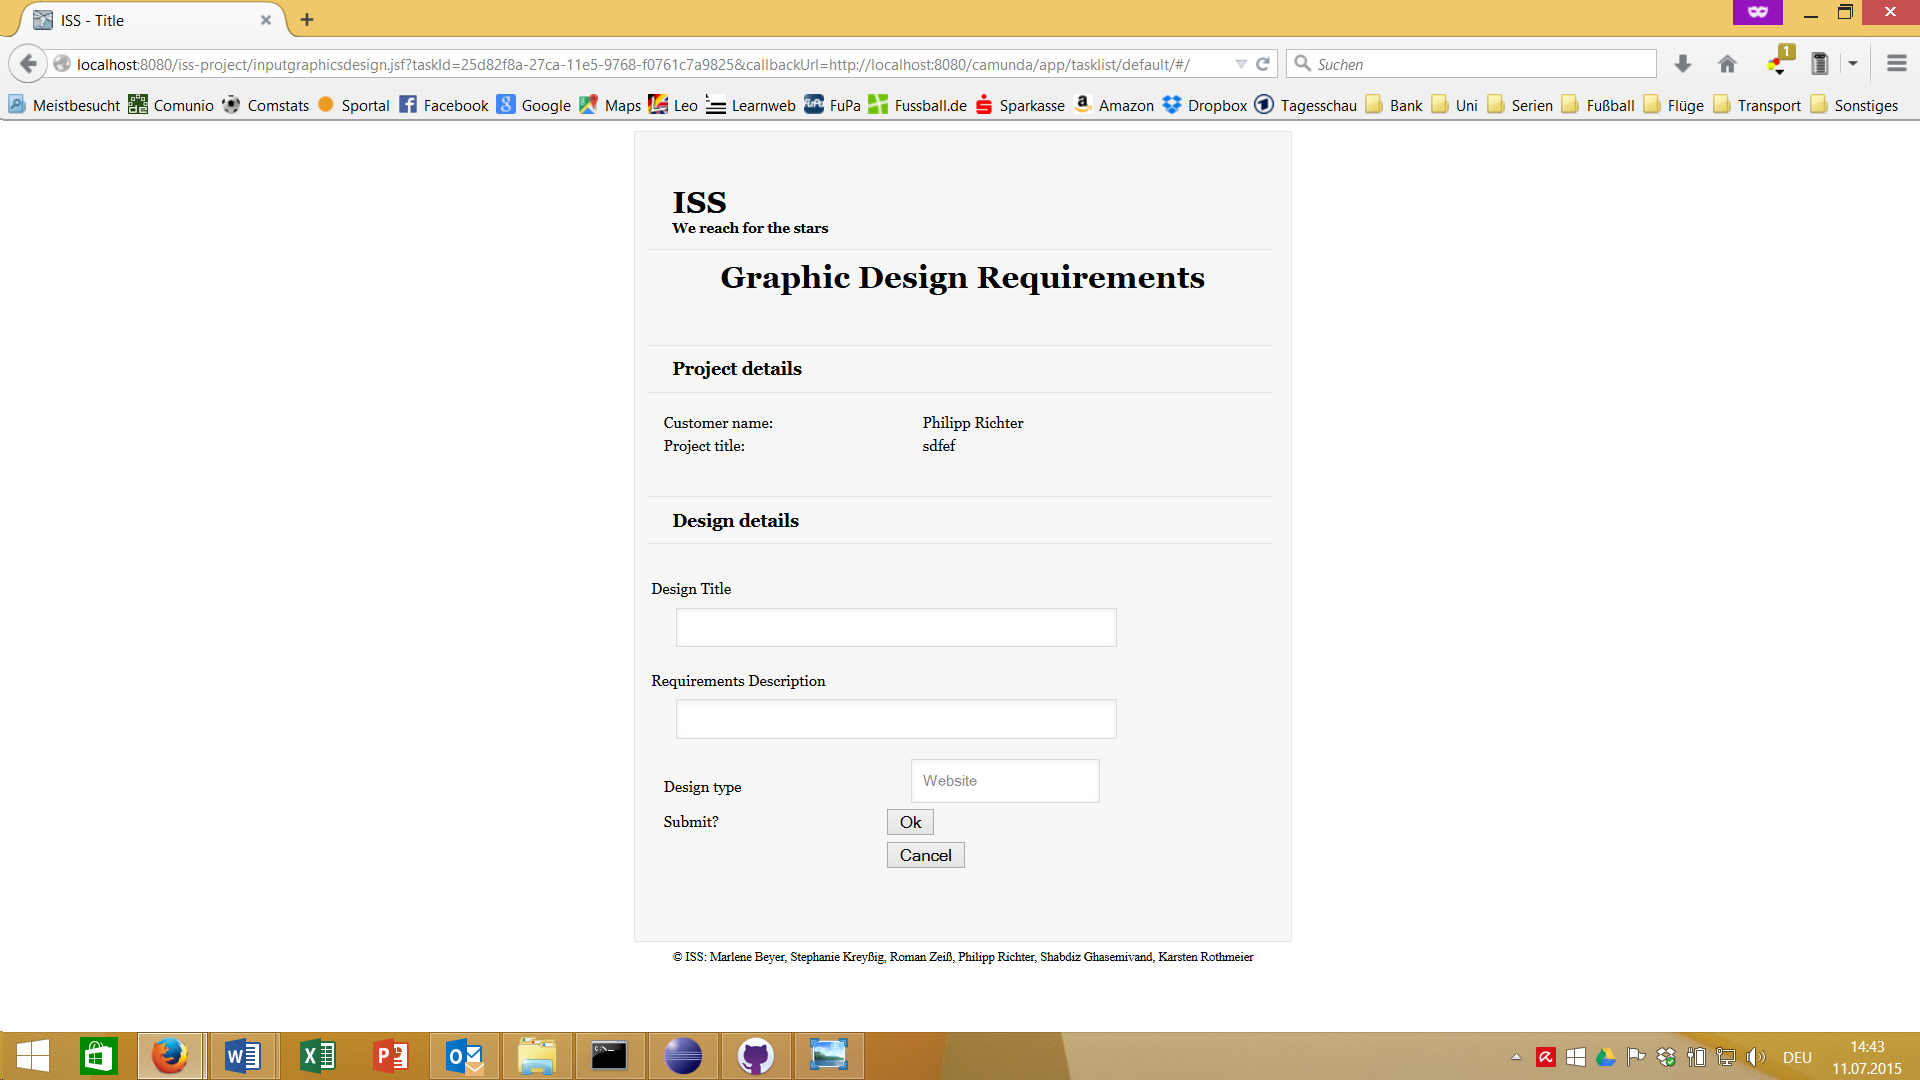 ISS - Title
localhost:8080/iss-project/inputgraphicsdesign.jsf?taskId=25d82f8a-27ca-11e5-9768-f0761c7a9825&callbackUrl=http://localhost:8080/camunda/app/tasklist/default/#/
Suchen
1
Meistbesucht Comunio Comstats Sportal Facebook Google Maps Leo Learnweb FuPa Fussball.de Sparkasse Amazon Dropbox Tagesschau Bank Uni Serien Fußball Flüge Transport Sonstiges
ISS
We reach for the stars
Graphic Design Requirements
Project details
Customer name: Philipp Richter
Project title: sdfef
Design details
Design Title
Requirements Description
Design type Website
Submit? Ok
Cancel
© ISS: Marlene Beyer, Stephanie Kreyßig, Roman Zeiß, Philipp Richter, Shabdiz Ghasemivand, Karsten Rothmeier
DEU
14:43
11.07.2015